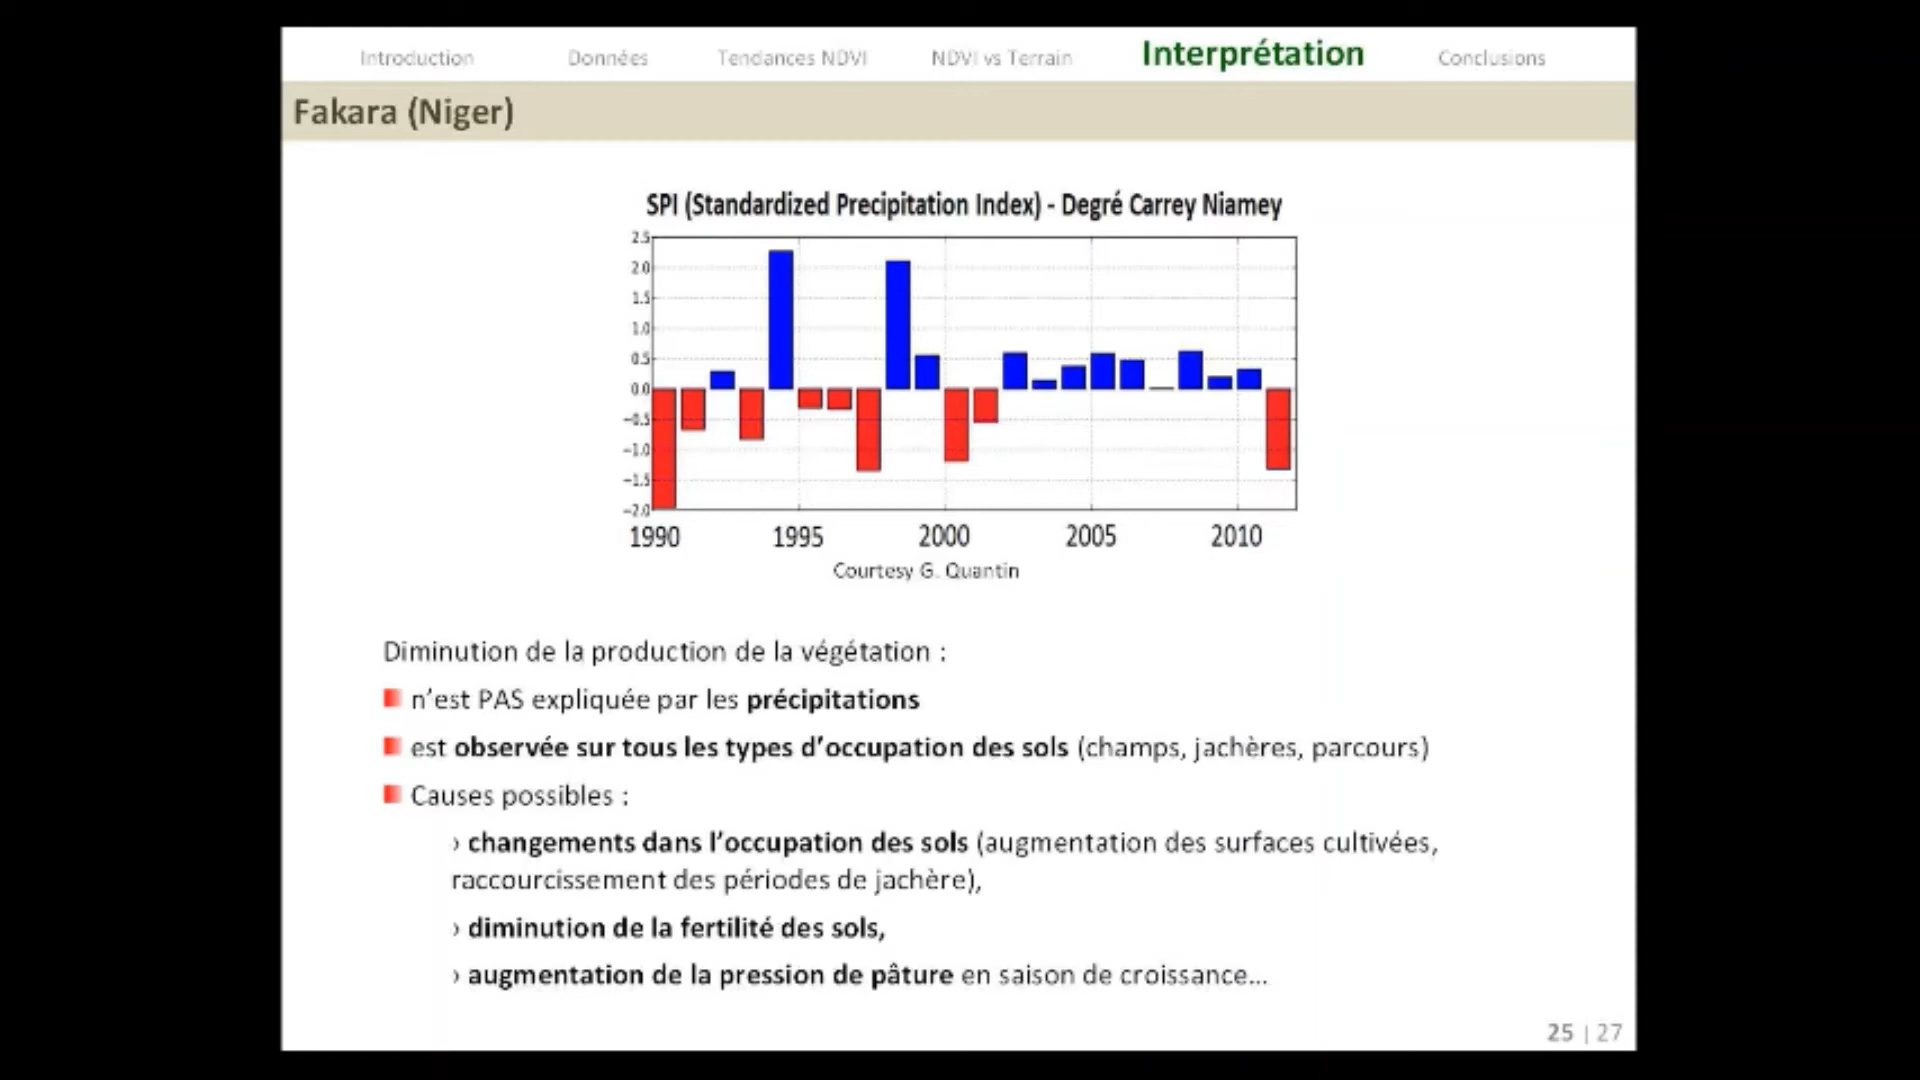 Introduction Données Tendances NDVI NDVI vs Terrain Interprétation Conclusions
Fakara (Niger)
SPI (Standardized Precipitation Index) - Degré Carrey Niamey
2.5
2.0
1.5
1.0
0.5
0.0
−0.5
−1.0
−1.5
−2.0
1990 1995 2000 2005 2010
Courtesy G. Quantin
Diminution de la production de la végétation :
n’est PAS expliquée par les précipitations
est observée sur tous les types d’occupation des sols (champs, jachères, parcours)
Causes possibles :
› changements dans l’occupation des sols (augmentation des surfaces cultivées,
raccourcissement des périodes de jachère),
› diminution de la fertilité des sols,
› augmentation de la pression de pâture en saison de croissance...
25 | 27